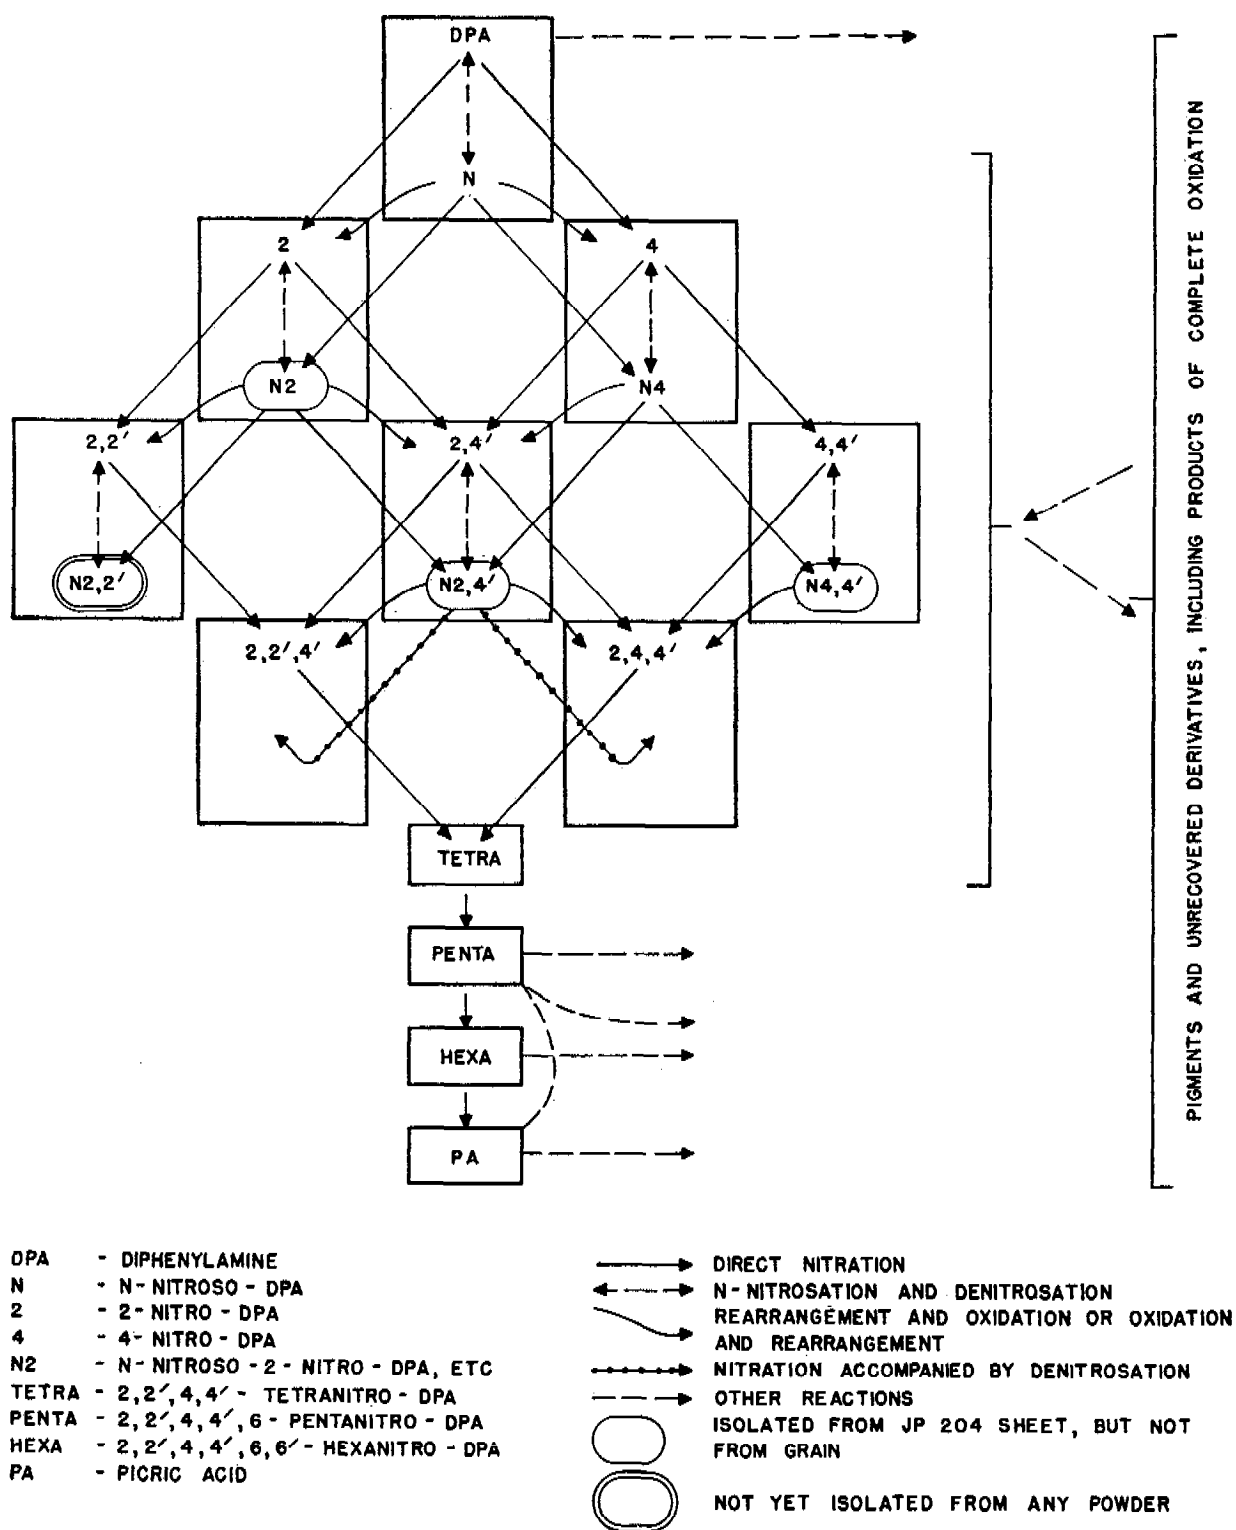 DPA
N
2
4
N2
N4
2,2′
2,4′
4,4′
N2,2′
N2,4′
N4,4′
2,2′,4′
2,4,4′
TETRA
PENTA
HEXA
PA
PIGMENTS AND UNRECOVERED DERIVATIVES, INCLUDING PRODUCTS OF COMPLETE OXIDATION
DPA - DIPHENYLAMINE
N - N-NITROSO-DPA
2 - 2-NITRO-DPA
4 - 4-NITRO-DPA
N2 - N-NITROSO-2-NITRO-DPA, ETC
TETRA - 2,2′,4,4′- TETRANITRO-DPA
PENTA - 2,2′,4,4′,6-PENTANITRO-DPA
HEXA - 2,2′,4,4′,6,6′-HEXANITRO-DPA
PA - PICRIC ACID
DIRECT NITRATION
N-NITROSATION AND DENITROSATION
REARRANGEMENT AND OXIDATION OR OXIDATION
AND REARRANGEMENT
NITRATION ACCOMPANIED BY DENITROSATION
OTHER REACTIONS
ISOLATED FROM JP 204 SHEET, BUT NOT
FROM GRAIN
NOT YET ISOLATED FROM ANY POWDER